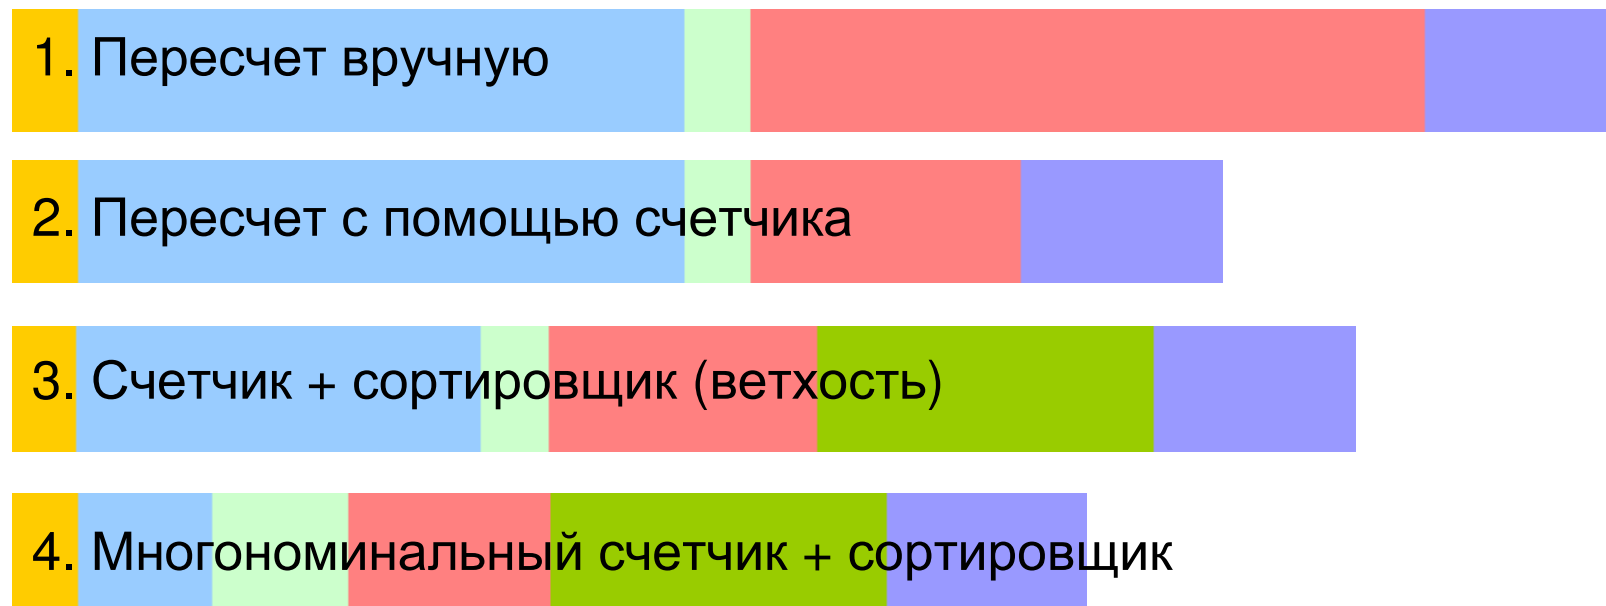 1. Пересчет вручную
2. Пересчет с помощью счетчика
3. Счетчик + сортировщик (ветхость)
4. Многономинальный счетчик + сортировщик